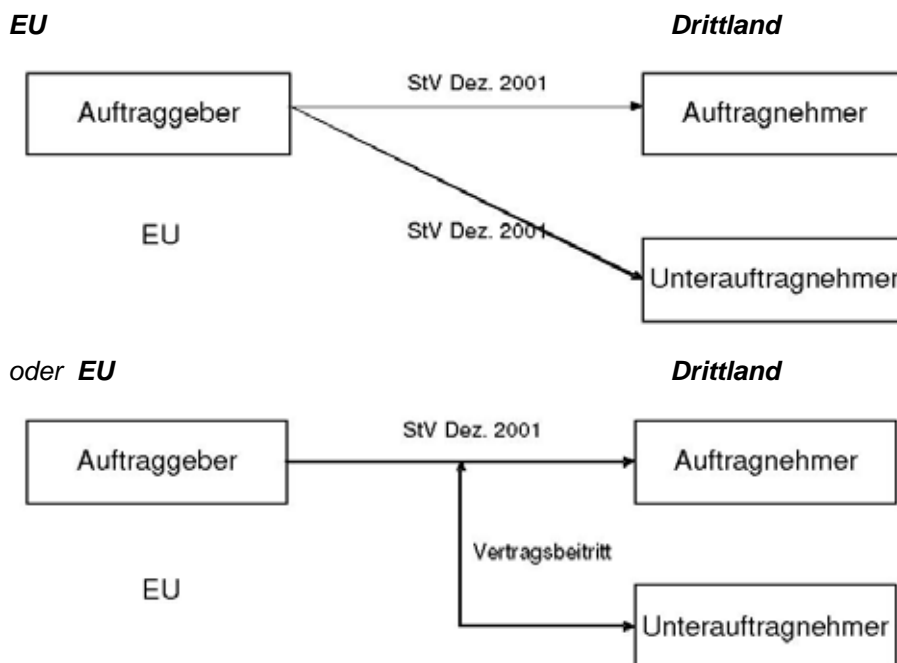 EU Drittland
StV Dez. 2001
Auftraggeber Auftragnehmer
EU StV Dez. 2001
Unterauftragnehmer
oder EU Drittland
StV Dez. 2001
Auftraggeber Auftragnehmer
Vertragsbeitritt
EU
Unterauftragnehmer